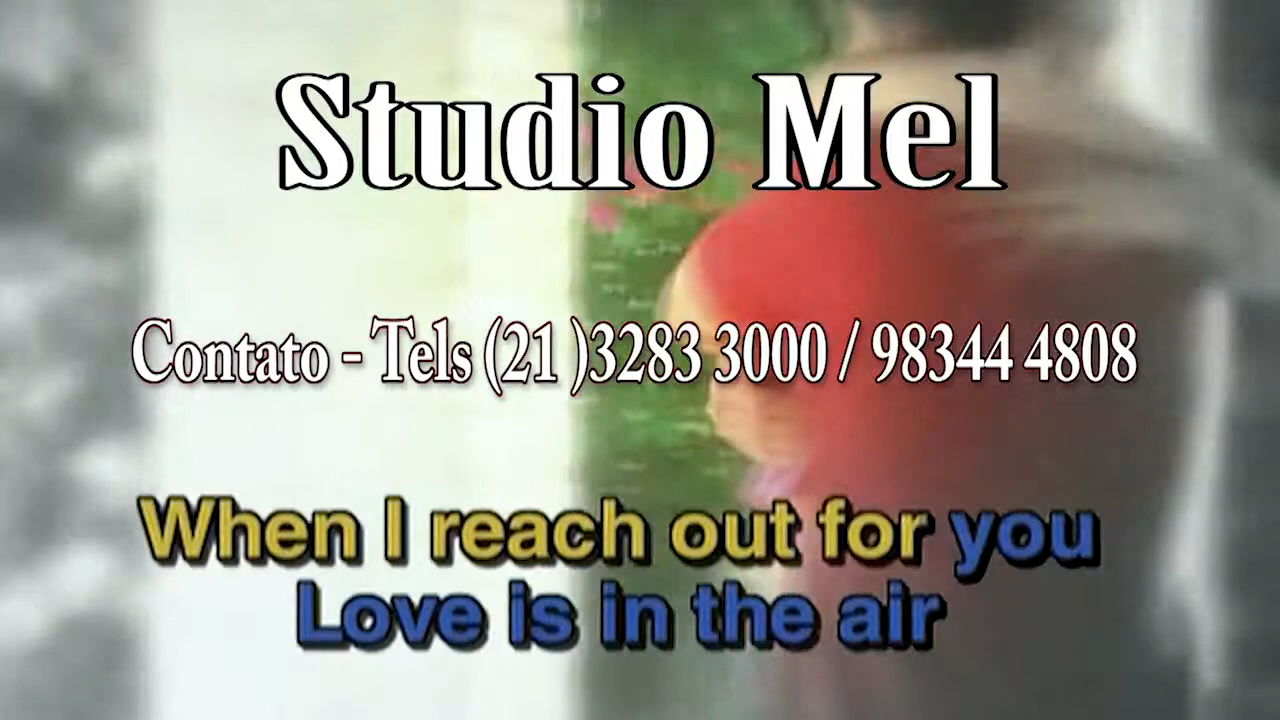 Studio Mel
Contato - Tels (21 )3283 3000 / 98344 4808
When I reach out for you
Love is in the air